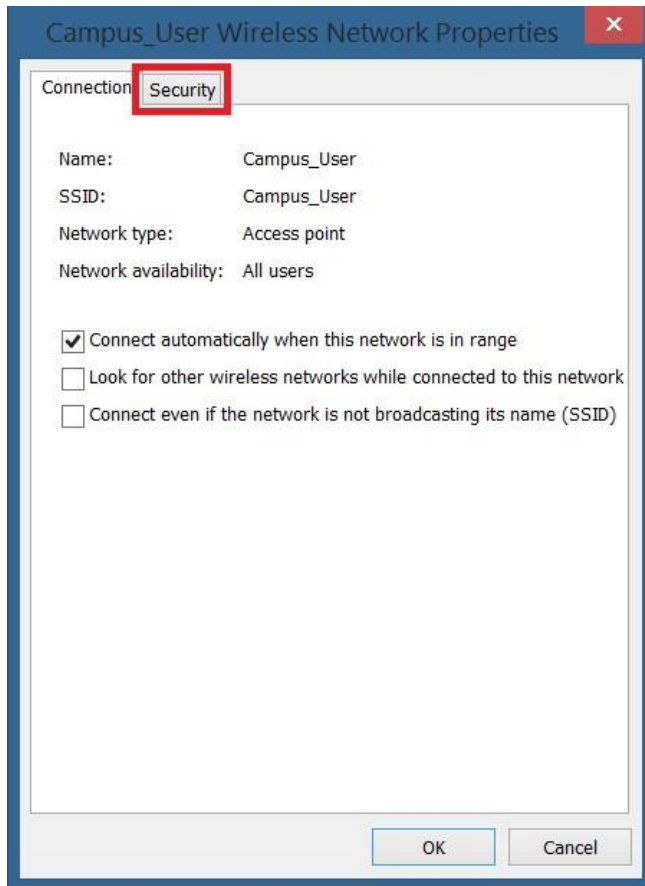 Campus_User Wireless Network Properties
Connection Security
Name: Campus_User
SSID: Campus_User
Network type: Access point
Network availability: All users
Connect automatically when this network is in range
Look for other wireless networks while connected to this network
Connect even if the network is not broadcasting its name (SSID)
OK Cancel